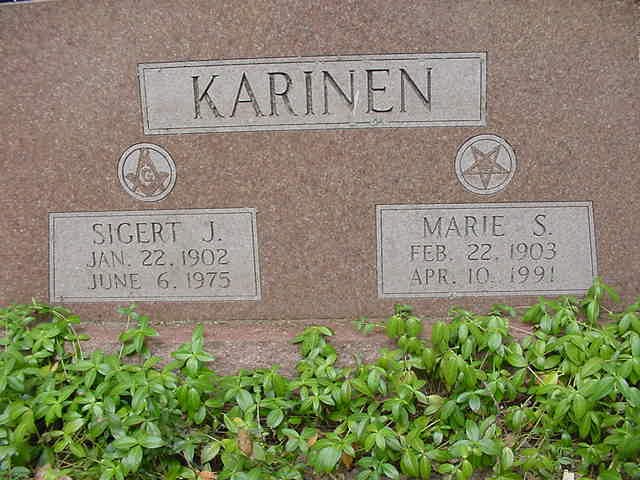 KARINEN
G
SIGERT J.
JAN. 22, 1902
JUNE 6, 1975
MARIE S.
FEB. 22, 1903
APR. 10, 1991